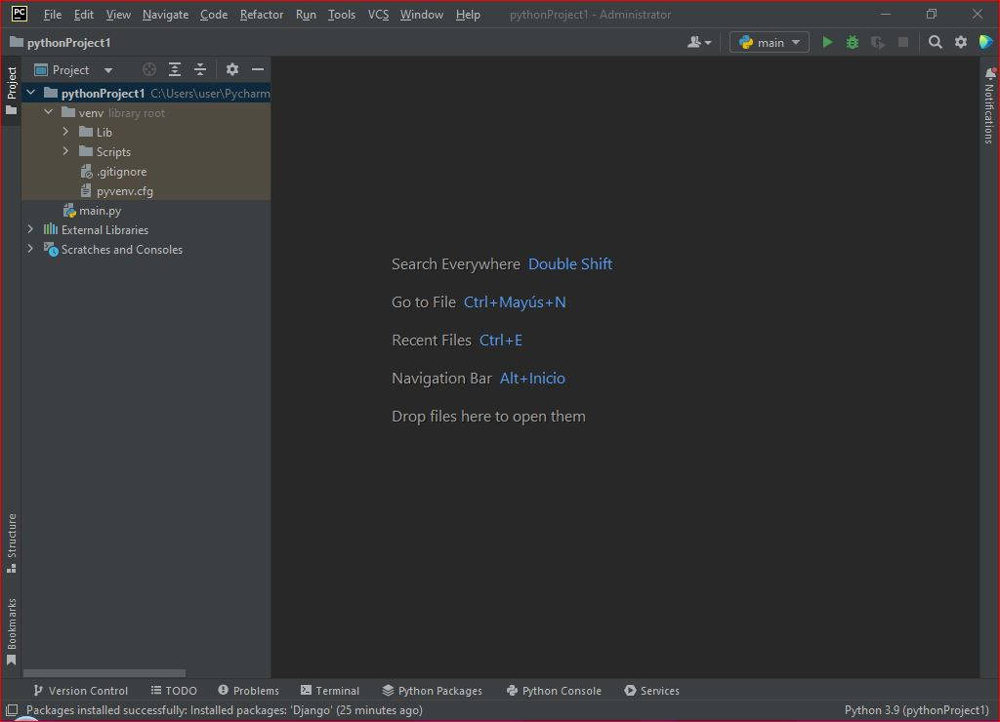 PC File Edit View Navigate Code Refactor Run Tools VCS Window Help pythonProject1 - Administrator
pythonProject1 main
Project Project
pythonProject1 C:\Users\user\Pycharm
venv library root
Lib
Scripts
.gitignore
pyvenv.cfg
main.py
External Libraries
Scratches and Consoles
Notifications
Search Everywhere Double Shift
Go to File Ctrl+Mayús+N
Recent Files Ctrl+E
Navigation Bar Alt+Inicio
Drop files here to open them
Structure
Bookmarks
Version Control TODO Problems Terminal Python Packages Python Console Services
Packages installed successfully: Installed packages: 'Django' (25 minutes ago) Python 3.9 (pythonProject1)